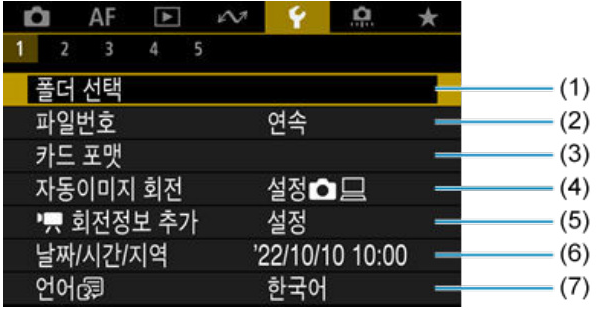 AF
1 2 3 4 5
폴더 선택 (1)
파일번호 연속 (2)
카드 포맷 (3)
자동이미지 회전 설정 (4)
회전정보 추가 설정 (5)
날짜/시간/지역 '22/10/10 10:00 (6)
언어 한국어 (7)